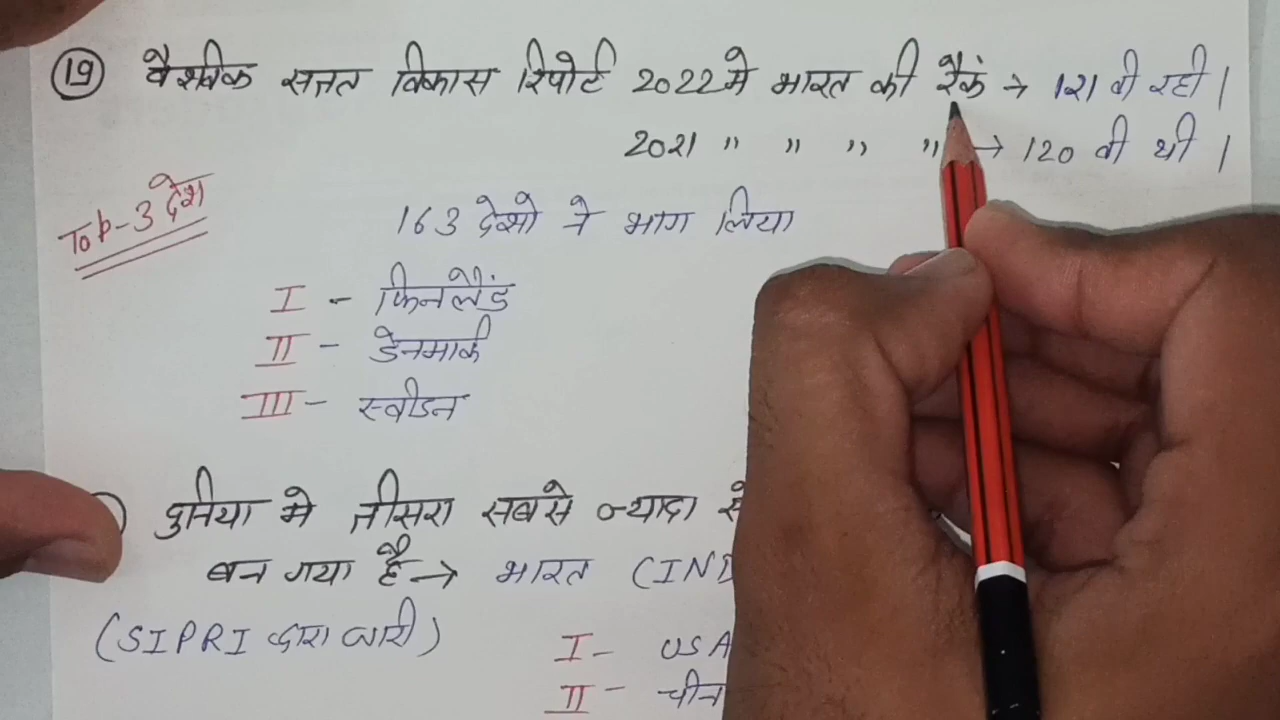 19 वैश्विक सतत विकास रिपोर्ट 2022 मे भारत की रैंक → 121 वी रही |
2021 " " " " → 120 वी थी |
Top-3 देश
163 देशो ने भाग लिया
I - फिनलैंड
II - डेनमार्क
III - स्वीडन
दुनिया मे तीसरा सबसे ज्यादा
बन गया है → भारत (IND
(SIPRI द्वारा जारी)
I - USA
II - चीन